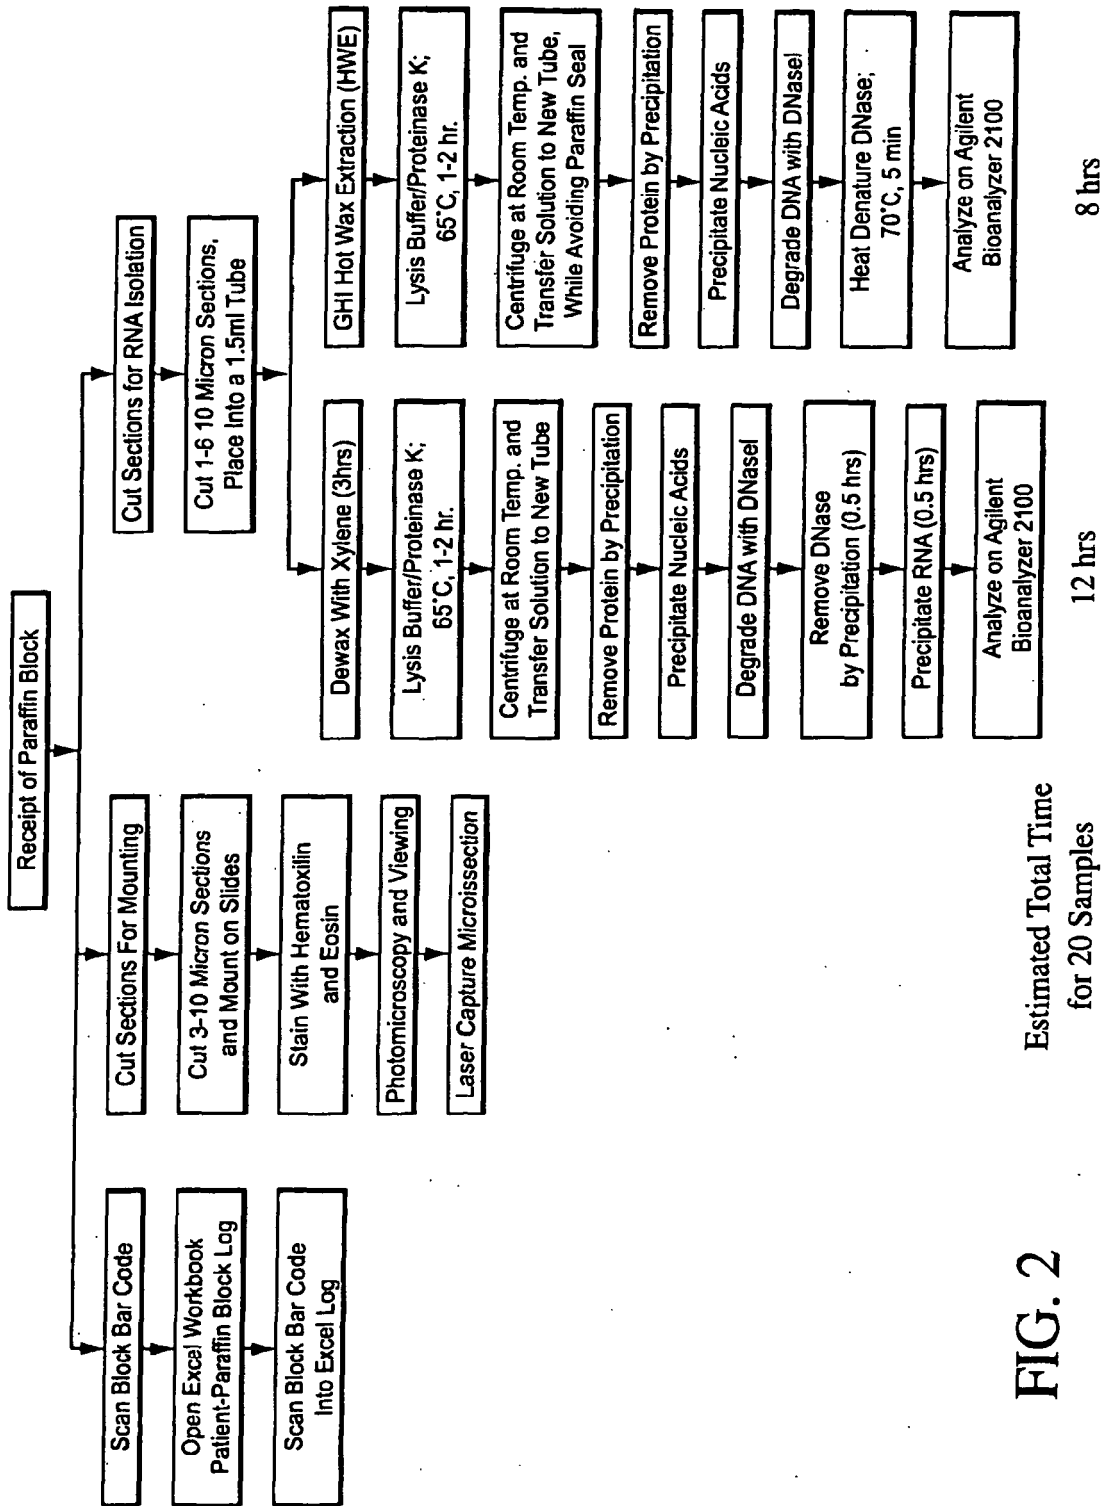 Receipt of Paraffin Block
Scan Block Bar Code
Open Excel Workbook
Patient-Paraffin Block Log
Scan Block Bar Code
Into Excel Log
Cut Sections For Mounting
Cut 3-10 Micron Sections
and Mount on Slides
Stain With Hematoxilin
and Eosin
Photomicroscopy and Viewing
Laser Capture Microissection
Cut Sections for RNA Isolation
Cut 1-6 10 Micron Sections,
Place Into a 1.5ml Tube
Dewax With Xylene (3hrs)
Lysis Buffer/Proteinase K;
65°C, 1-2 hr.
Centrifuge at Room Temp. and
Transfer Solution to New Tube
Remove Protein by Precipitation
Precipitate Nucleic Acids
Degrade DNA with DNaseI
Remove DNase
by Precipitation (0.5 hrs)
Precipitate RNA (0.5 hrs)
Analyze on Agilent
Bioanalyzer 2100
GHI Hot Wax Extraction (HWE)
Lysis Buffer/Proteinase K;
65°C, 1-2 hr.
Centrifuge at Room Temp. and
Transfer Solution to New Tube,
While Avoiding Paraffin Seal
Remove Protein by Precipitation
Precipitate Nucleic Acids
Degrade DNA with DNaseI
Heat Denature DNase;
70°C, 5 min
Analyze on Agilent
Bioanalyzer 2100
Estimated Total Time
for 20 Samples
12 hrs
8 hrs
FIG. 2